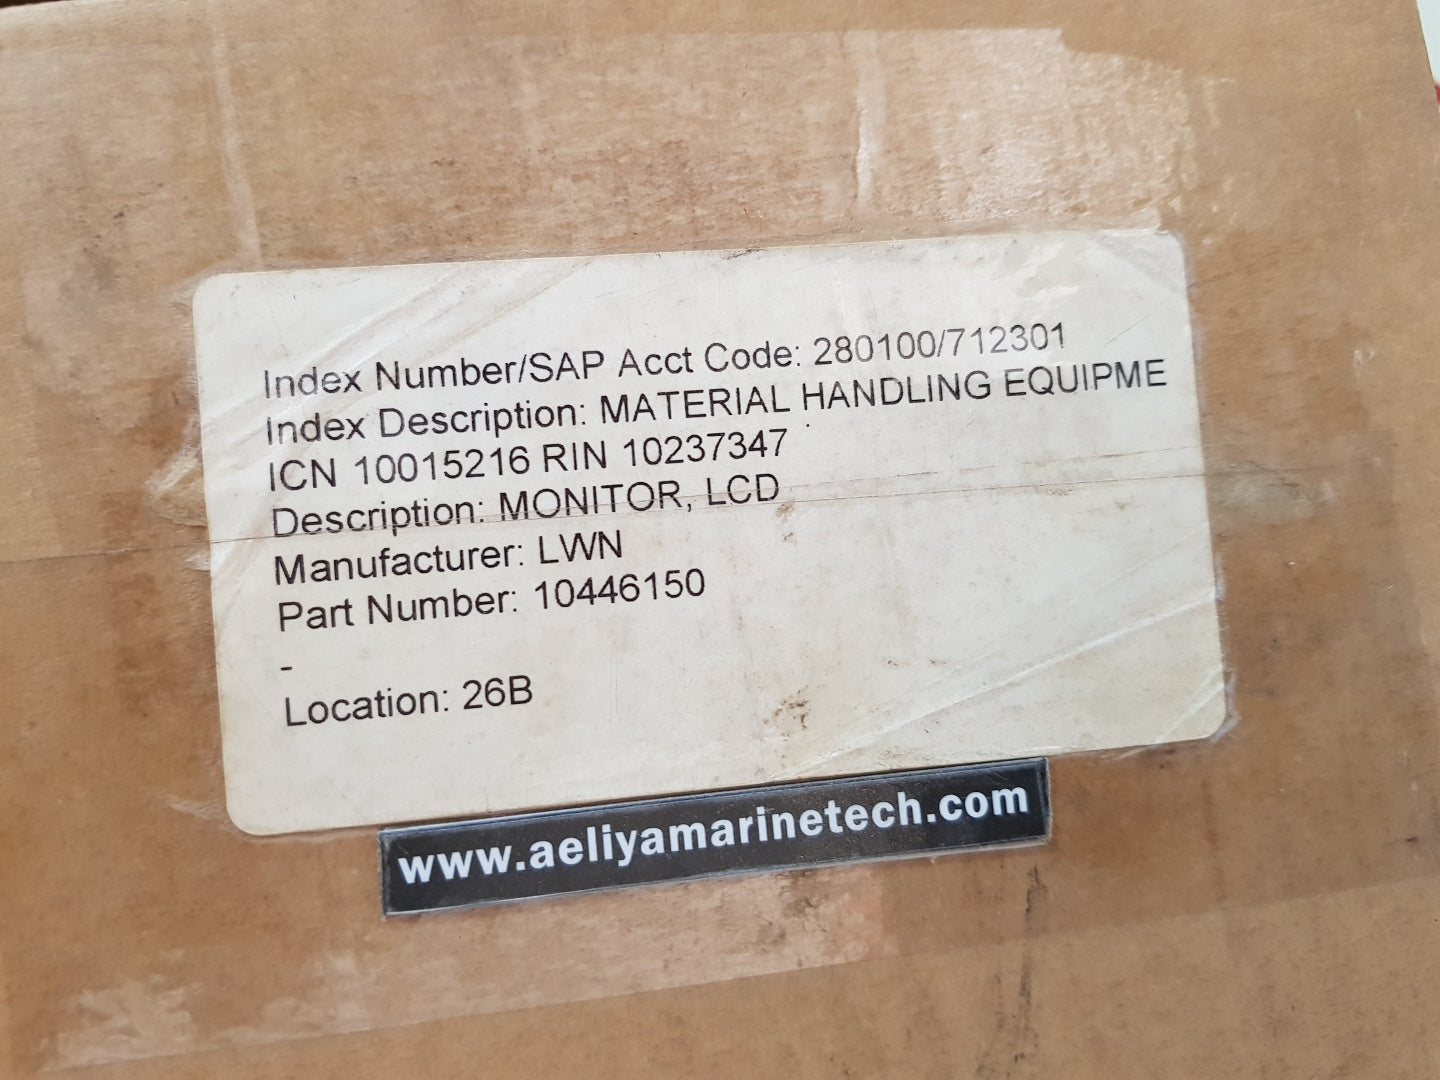 Index Number/SAP Acct Code: 280100/712301
Index Description: MATERIAL HANDLING EQUIPME
ICN 10015216 RIN 10237347
Description: MONITOR, LCD
Manufacturer: LWN
Part Number: 10446150
-
Location: 26B
www.aeliyamarinetech.com